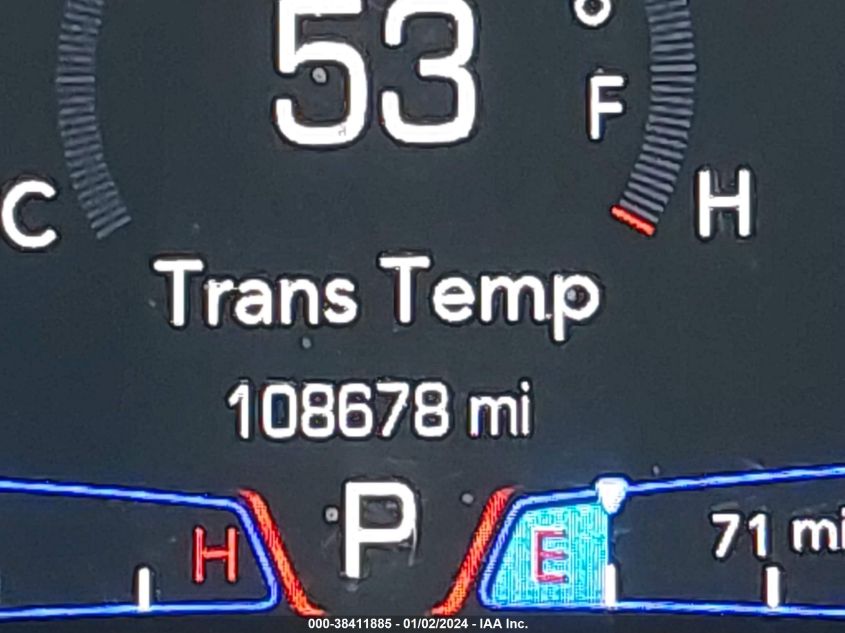 53 °
F
C
H
Trans Temp
108678 mi
H P E 71 mi
000-38411885 - 01/02/2024 - IAA Inc.